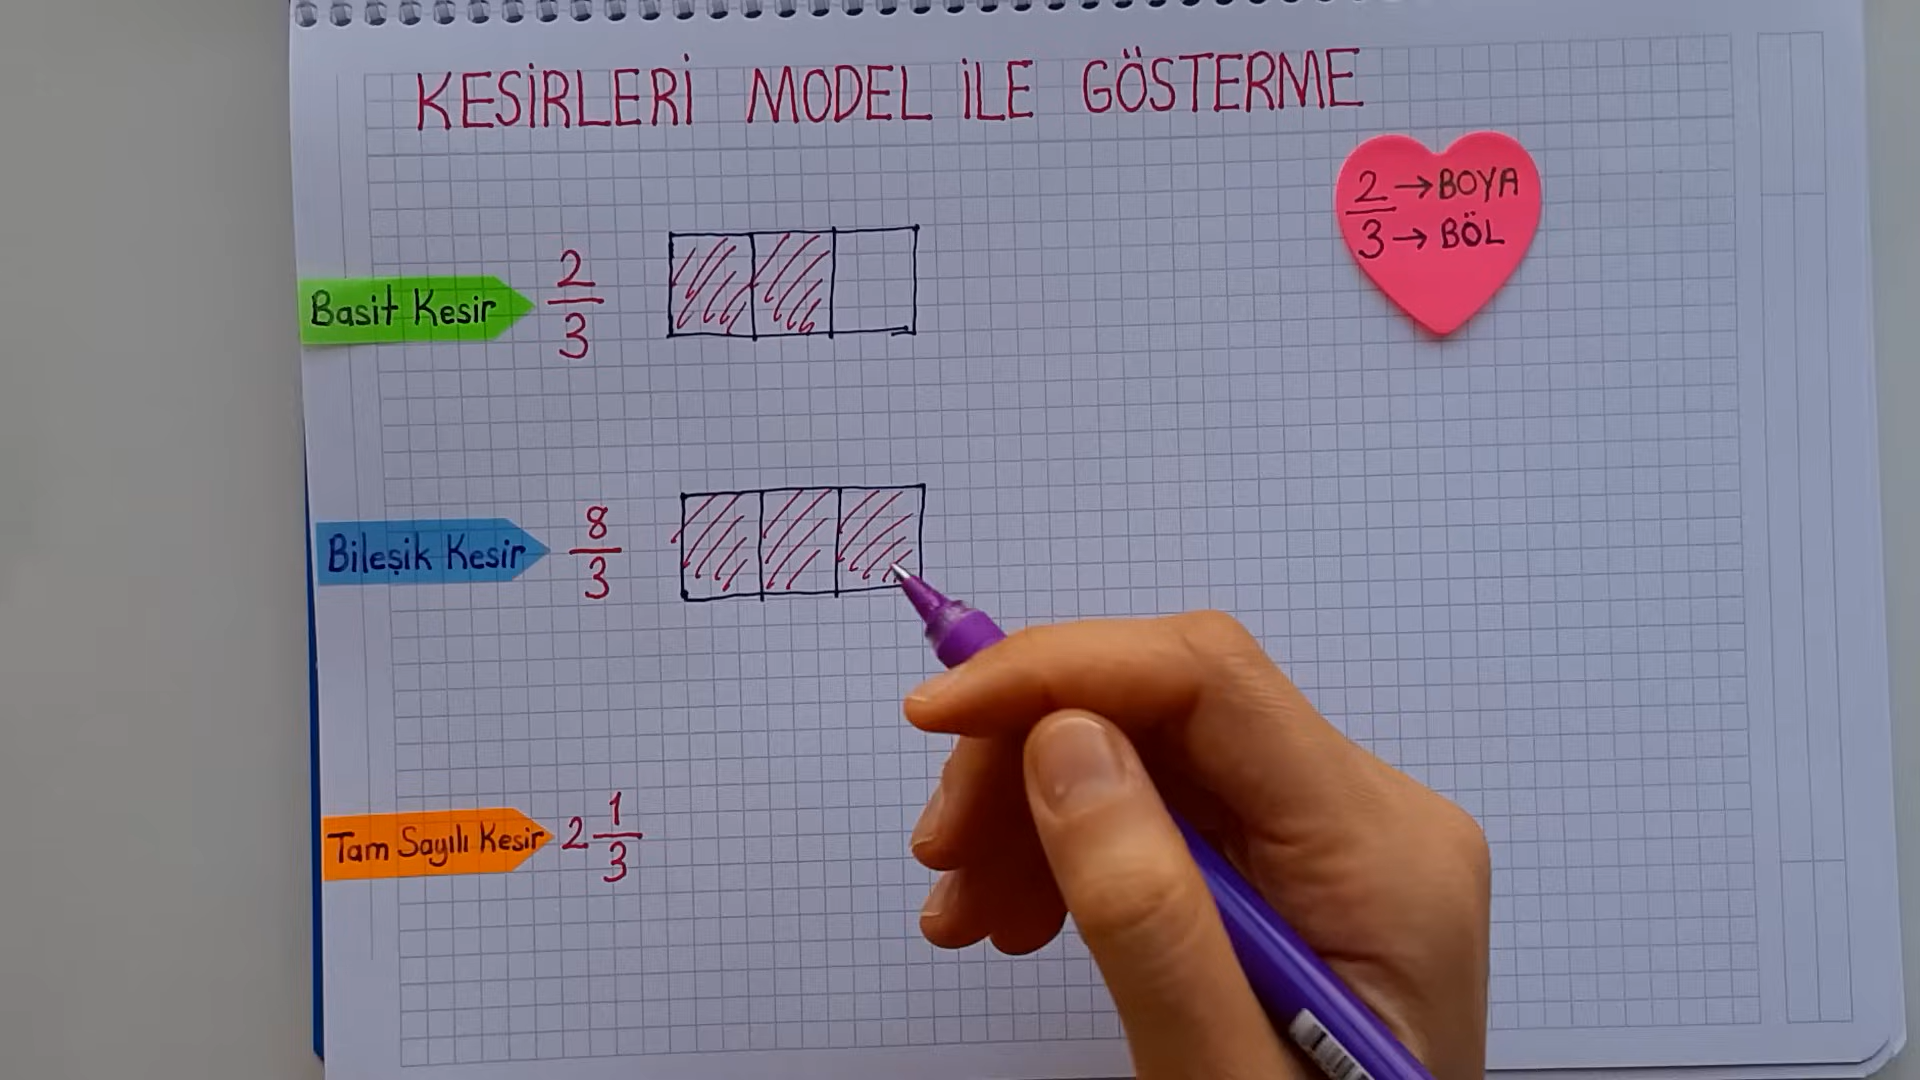 KESİRLERİ MODEL İLE GÖSTERME
2 → BOYA
3 → BÖL
Basit Kesir 2/3
Bileşik Kesir 8/3
Tam Sayılı Kesir 2 1/3